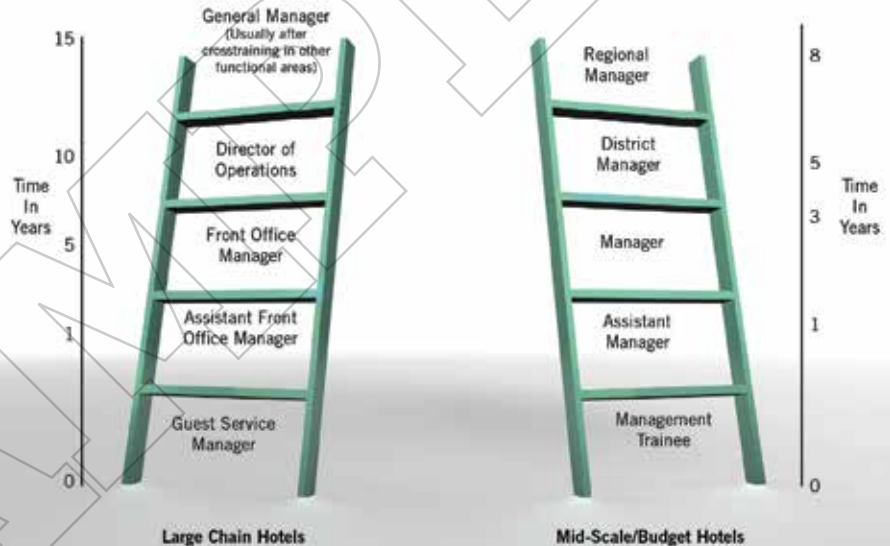 15
General Manager
(Usually after
crosstraining in other
functional areas)
10
Director of
Operations
Time
In
Years
5
Front Office
Manager
1
Assistant Front
Office Manager
Guest Service
Manager
0
Large Chain Hotels
Regional
Manager
8
District
Manager
5
3
Time
In
Years
Manager
Assistant
Manager
1
Management
Trainee
0
Mid-Scale/Budget Hotels